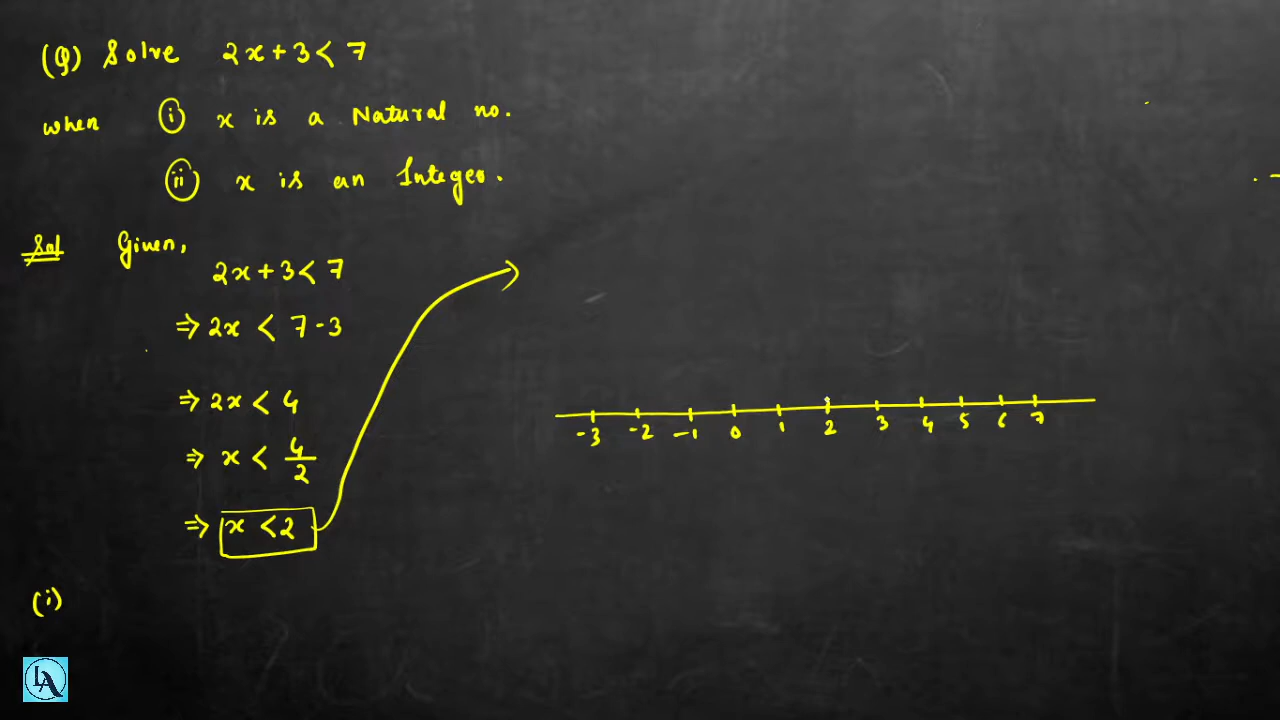 (Q) Solve 2x + 3 < 7
when (i) x is a Natural no.
(ii) x is an Integer.
Sol Given,
2x + 3 < 7
⇒ 2x < 7 - 3
⇒ 2x < 4
⇒ x < 4/2
⇒ x < 2
-3 -2 -1 0 1 2 3 4 5 6 7
(i)
LA